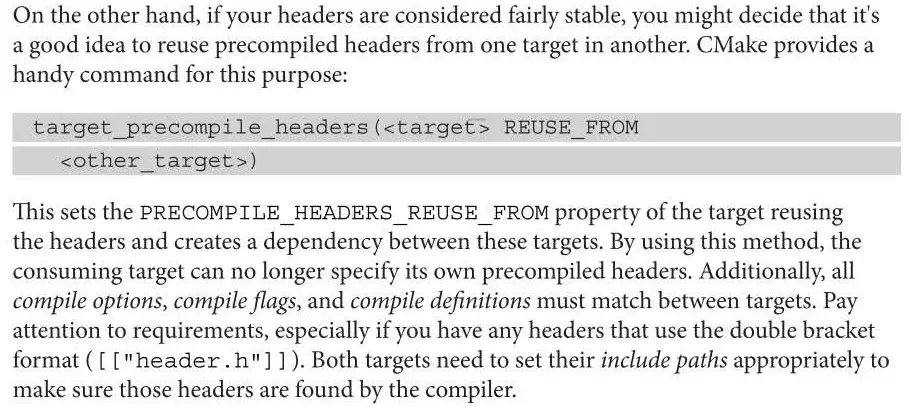 On the other hand, if your headers are considered fairly stable, you might decide that it's
a good idea to reuse precompiled headers from one target in another. CMake provides a
handy command for this purpose:
target_precompile_headers(<target> REUSE_FROM
<other_target>)
This sets the PRECOMPILE_HEADERS_REUSE_FROM property of the target reusing
the headers and creates a dependency between these targets. By using this method, the
consuming target can no longer specify its own precompiled headers. Additionally, all
compile options, compile flags, and compile definitions must match between targets. Pay
attention to requirements, especially if you have any headers that use the double bracket
format ([["header.h"]]). Both targets need to set their include paths appropriately to
make sure those headers are found by the compiler.